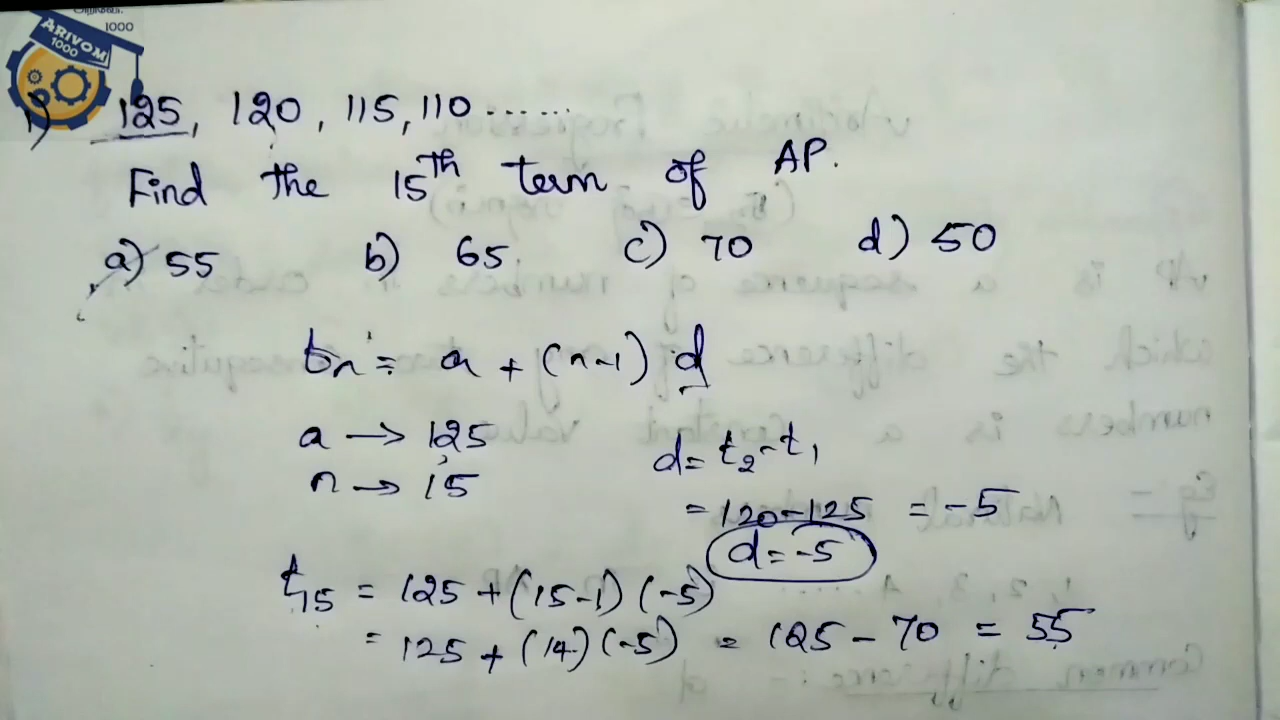 ARIVOM
1000
1000
1) 125, 120, 115, 110 ......
Find the 15Th term of AP.
a) 55 b) 65 c) 70 d) 50
tn = a + (n-1) d
a → 125
n → 15
d = t2 - t1
= 120 - 125 = -5
d = -5
t15 = 125 + (15-1) (-5)
= 125 + (14) (-5) = 125 - 70 = 55